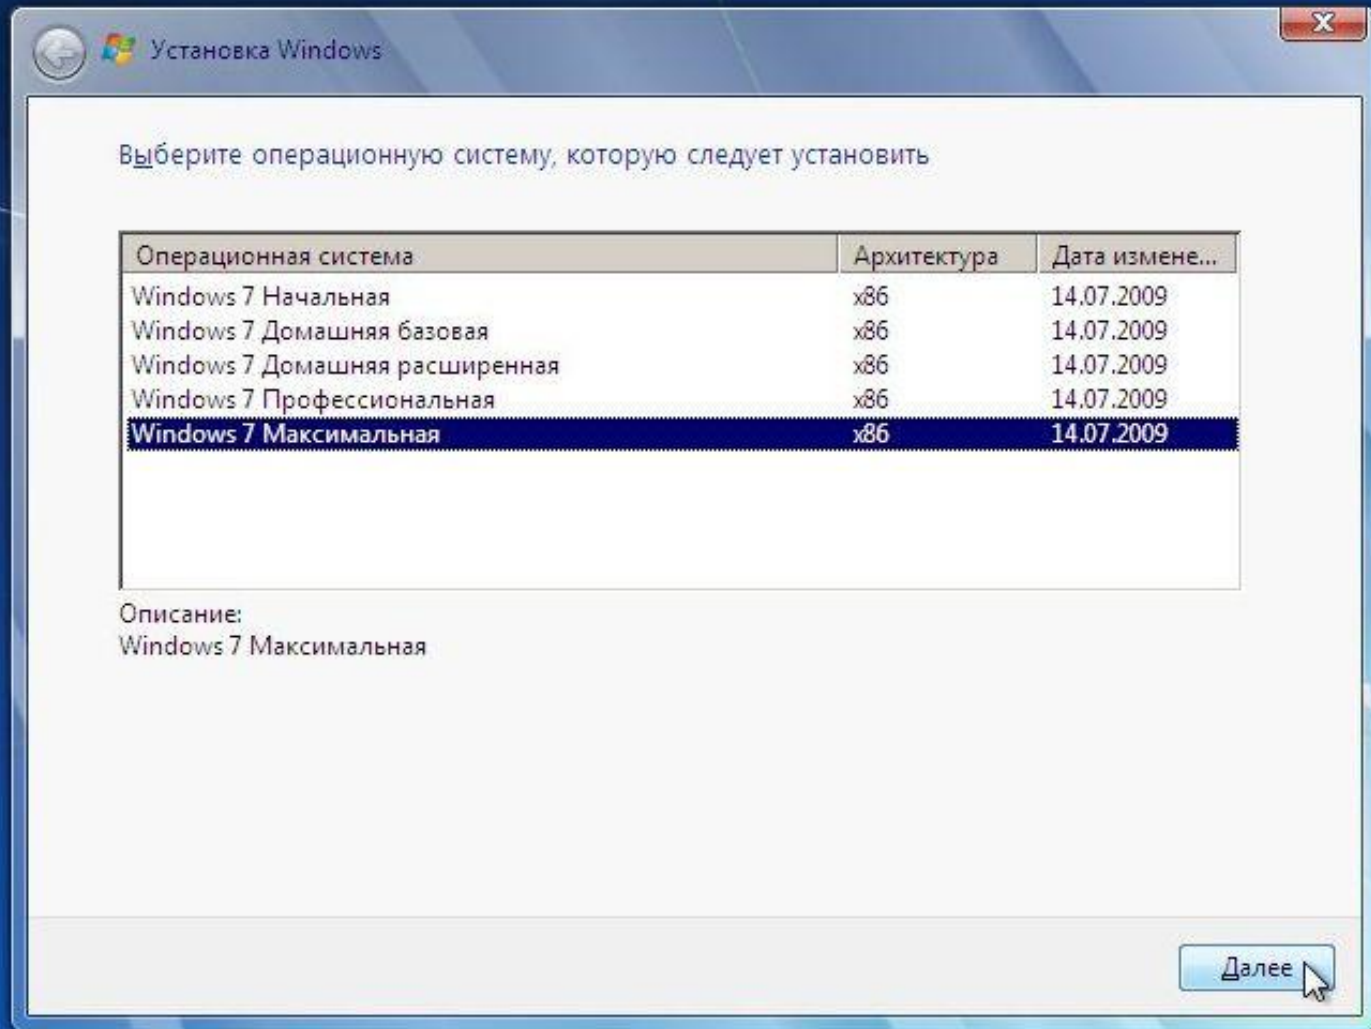 Установка Windows
Выберите операционную систему, которую следует установить
Операционная система Архитектура Дата измене...
Windows 7 Начальная x86 14.07.2009
Windows 7 Домашняя базовая x86 14.07.2009
Windows 7 Домашняя расширенная x86 14.07.2009
Windows 7 Профессиональная x86 14.07.2009
Windows 7 Максимальная x86 14.07.2009
Описание:
Windows 7 Максимальная
Далее